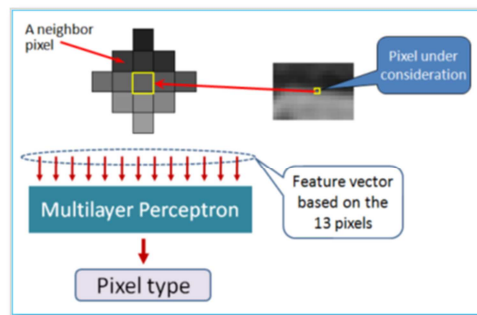 A neighbor
pixel
Pixel under
consideration
Feature vector
based on the
13 pixels
Multilayer Perceptron
Pixel type